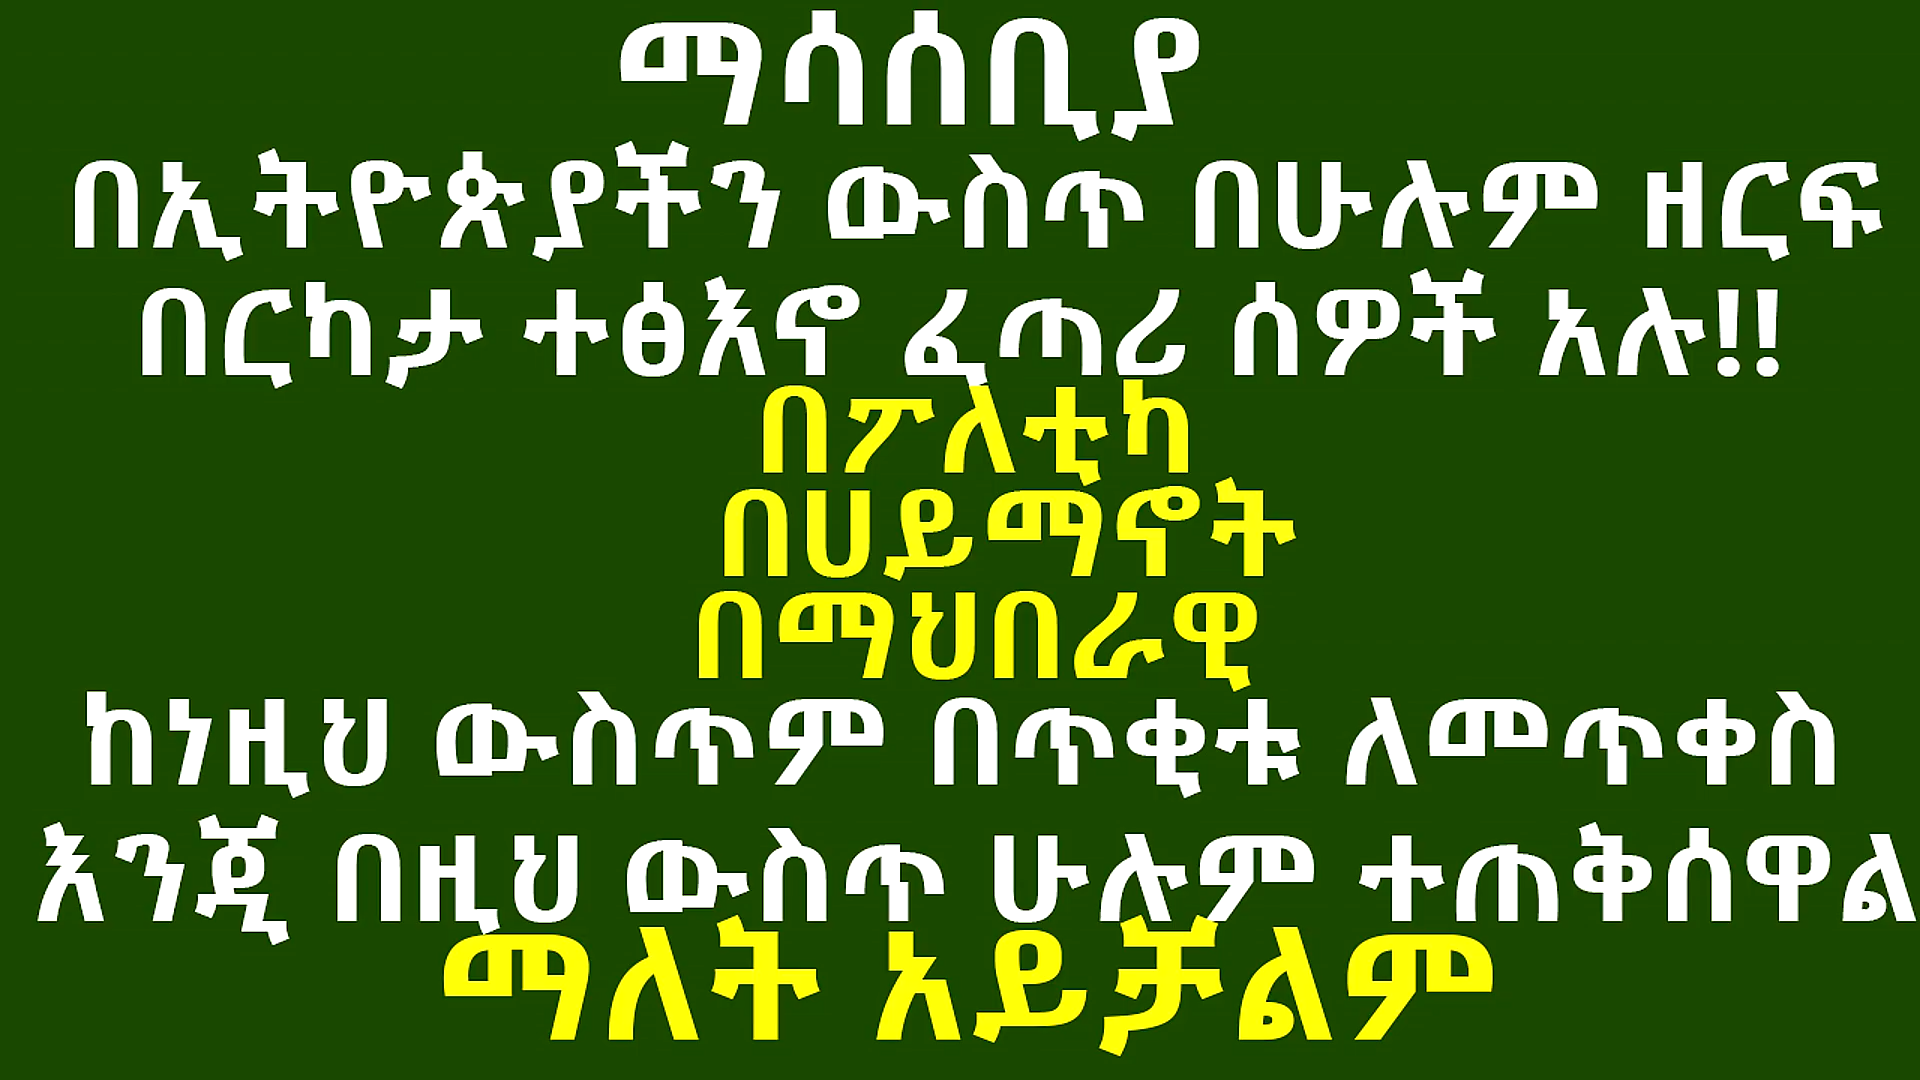 ማሳሰቢያ
በኢትዮጵያችን ውስጥ በሁሉም ዘርፍ
በርካታ ተፅእኖ ፈጣሪ ሰዎች አሉ!!
በፖለቲካ
በሀይማኖት
በማህበራዊ
ከነዚህ ውስጥም በጥቂቱ ለመጥቀስ
እንጂ በዚህ ውስጥ ሁሉም ተጠቅሰዋል
ማለት አይቻልም